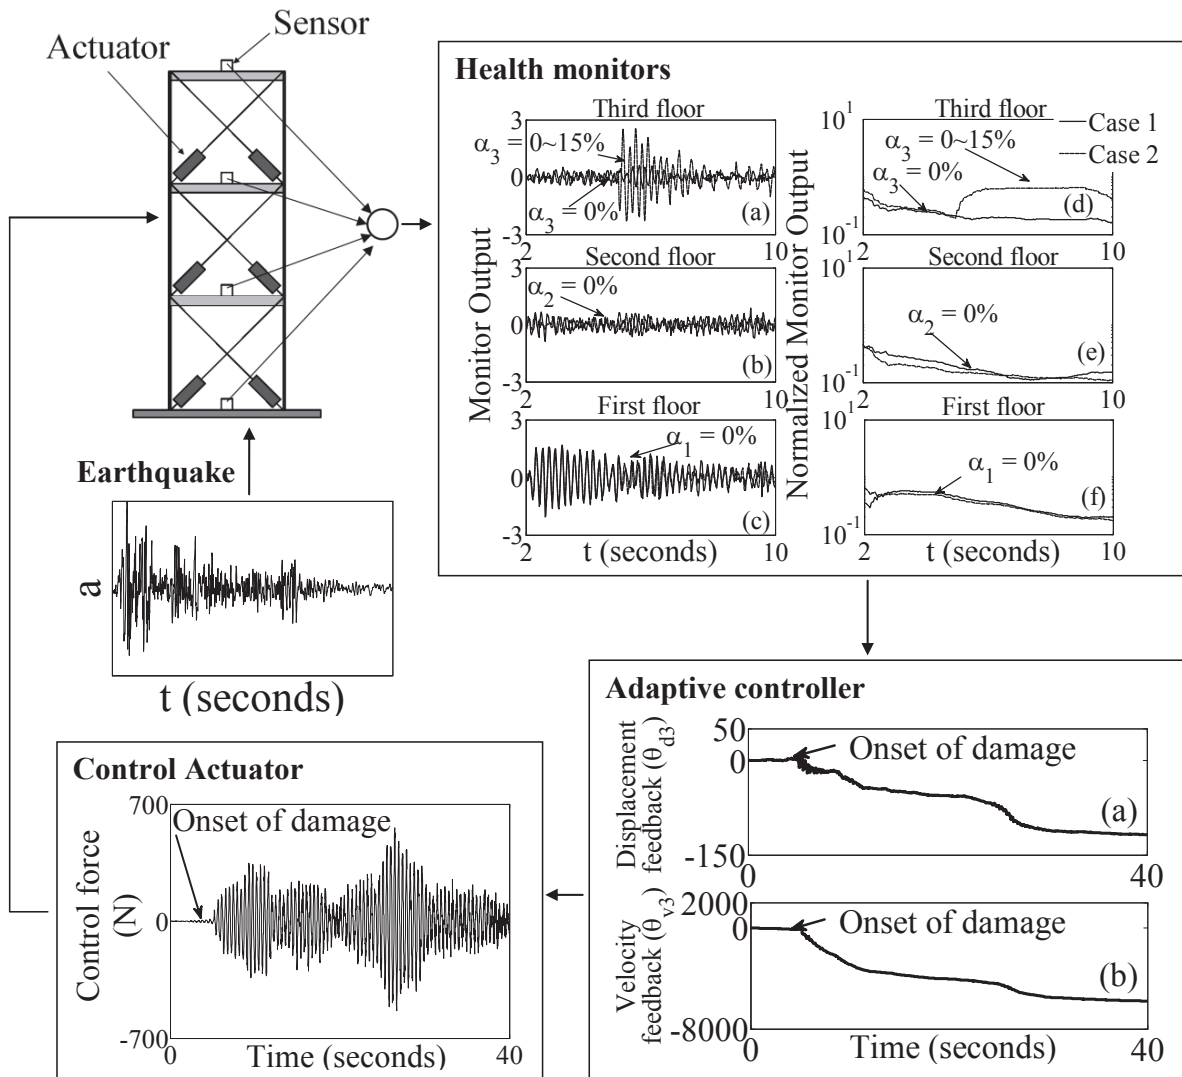 Sensor
Actuator
Health monitors
Third floor
3
0
-3
2
10
α3 = 0~15%
α3 = 0%
(a)
Second floor
3
0
-3
2
10
α2 = 0%
(b)
First floor
3
0
-3
2
10
α1 = 0%
(c)
Monitor Output
t (seconds)
Third floor
10^1
10^-1
2
10
α3 = 0~15%
α3 = 0%
Case 1
Case 2
(d)
Second floor
10^1
10^-1
2
10
α2 = 0%
(e)
First floor
10^1
10^-1
2
10
α1 = 0%
(f)
Normalized Monitor Output
t (seconds)
Earthquake
a
t (seconds)
Adaptive controller
50
0
-150
0
40
Displacement
feedback (θd3)
Onset of damage
(a)
2000
0
-8000
0
40
Velocity
feedback (θv3)
Onset of damage
(b)
Time (seconds)
Control Actuator
700
0
-700
0
40
Onset of damage
Control force
(N)
Time (seconds)